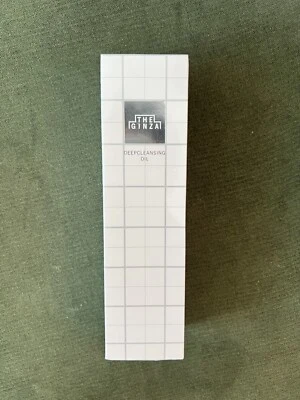 THE
GINZA
DEEPCLEANSING
OIL